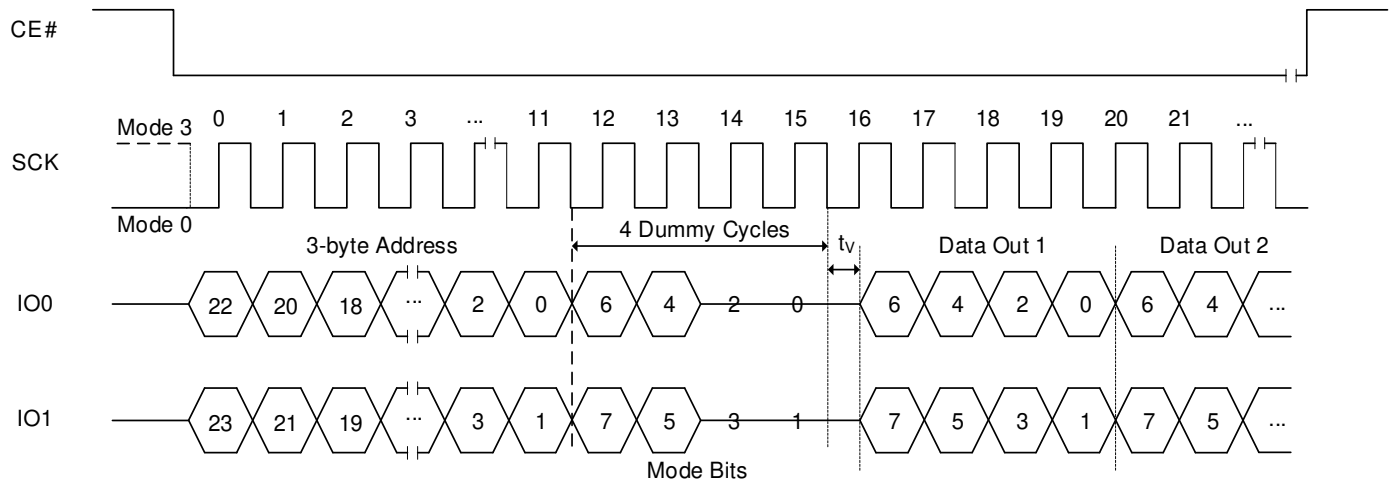 CE#
0 1 2 3 ... 11 12 13 14 15 16 17 18 19 20 21 ...
Mode 3
SCK
Mode 0
3-byte Address 4 Dummy Cycles tV Data Out 1 Data Out 2
IO0 22 20 18 ... 2 0 6 4 2 0 6 4 2 0 6 4 ...
IO1 23 21 19 ... 3 1 7 5 3 1 7 5 3 1 7 5 ...
Mode Bits